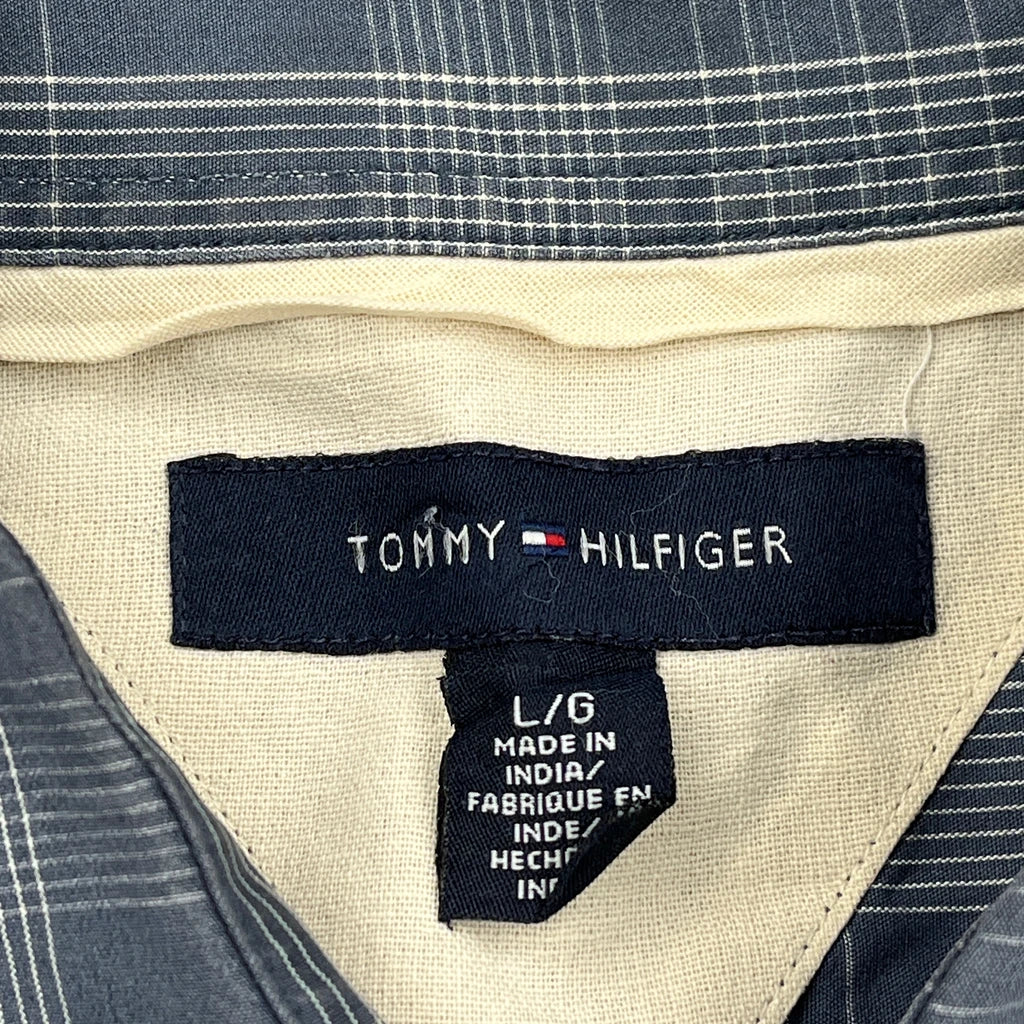 TOMMY HILFIGER
L/G
MADE IN
INDIA/
FABRIQUE EN
INDE/